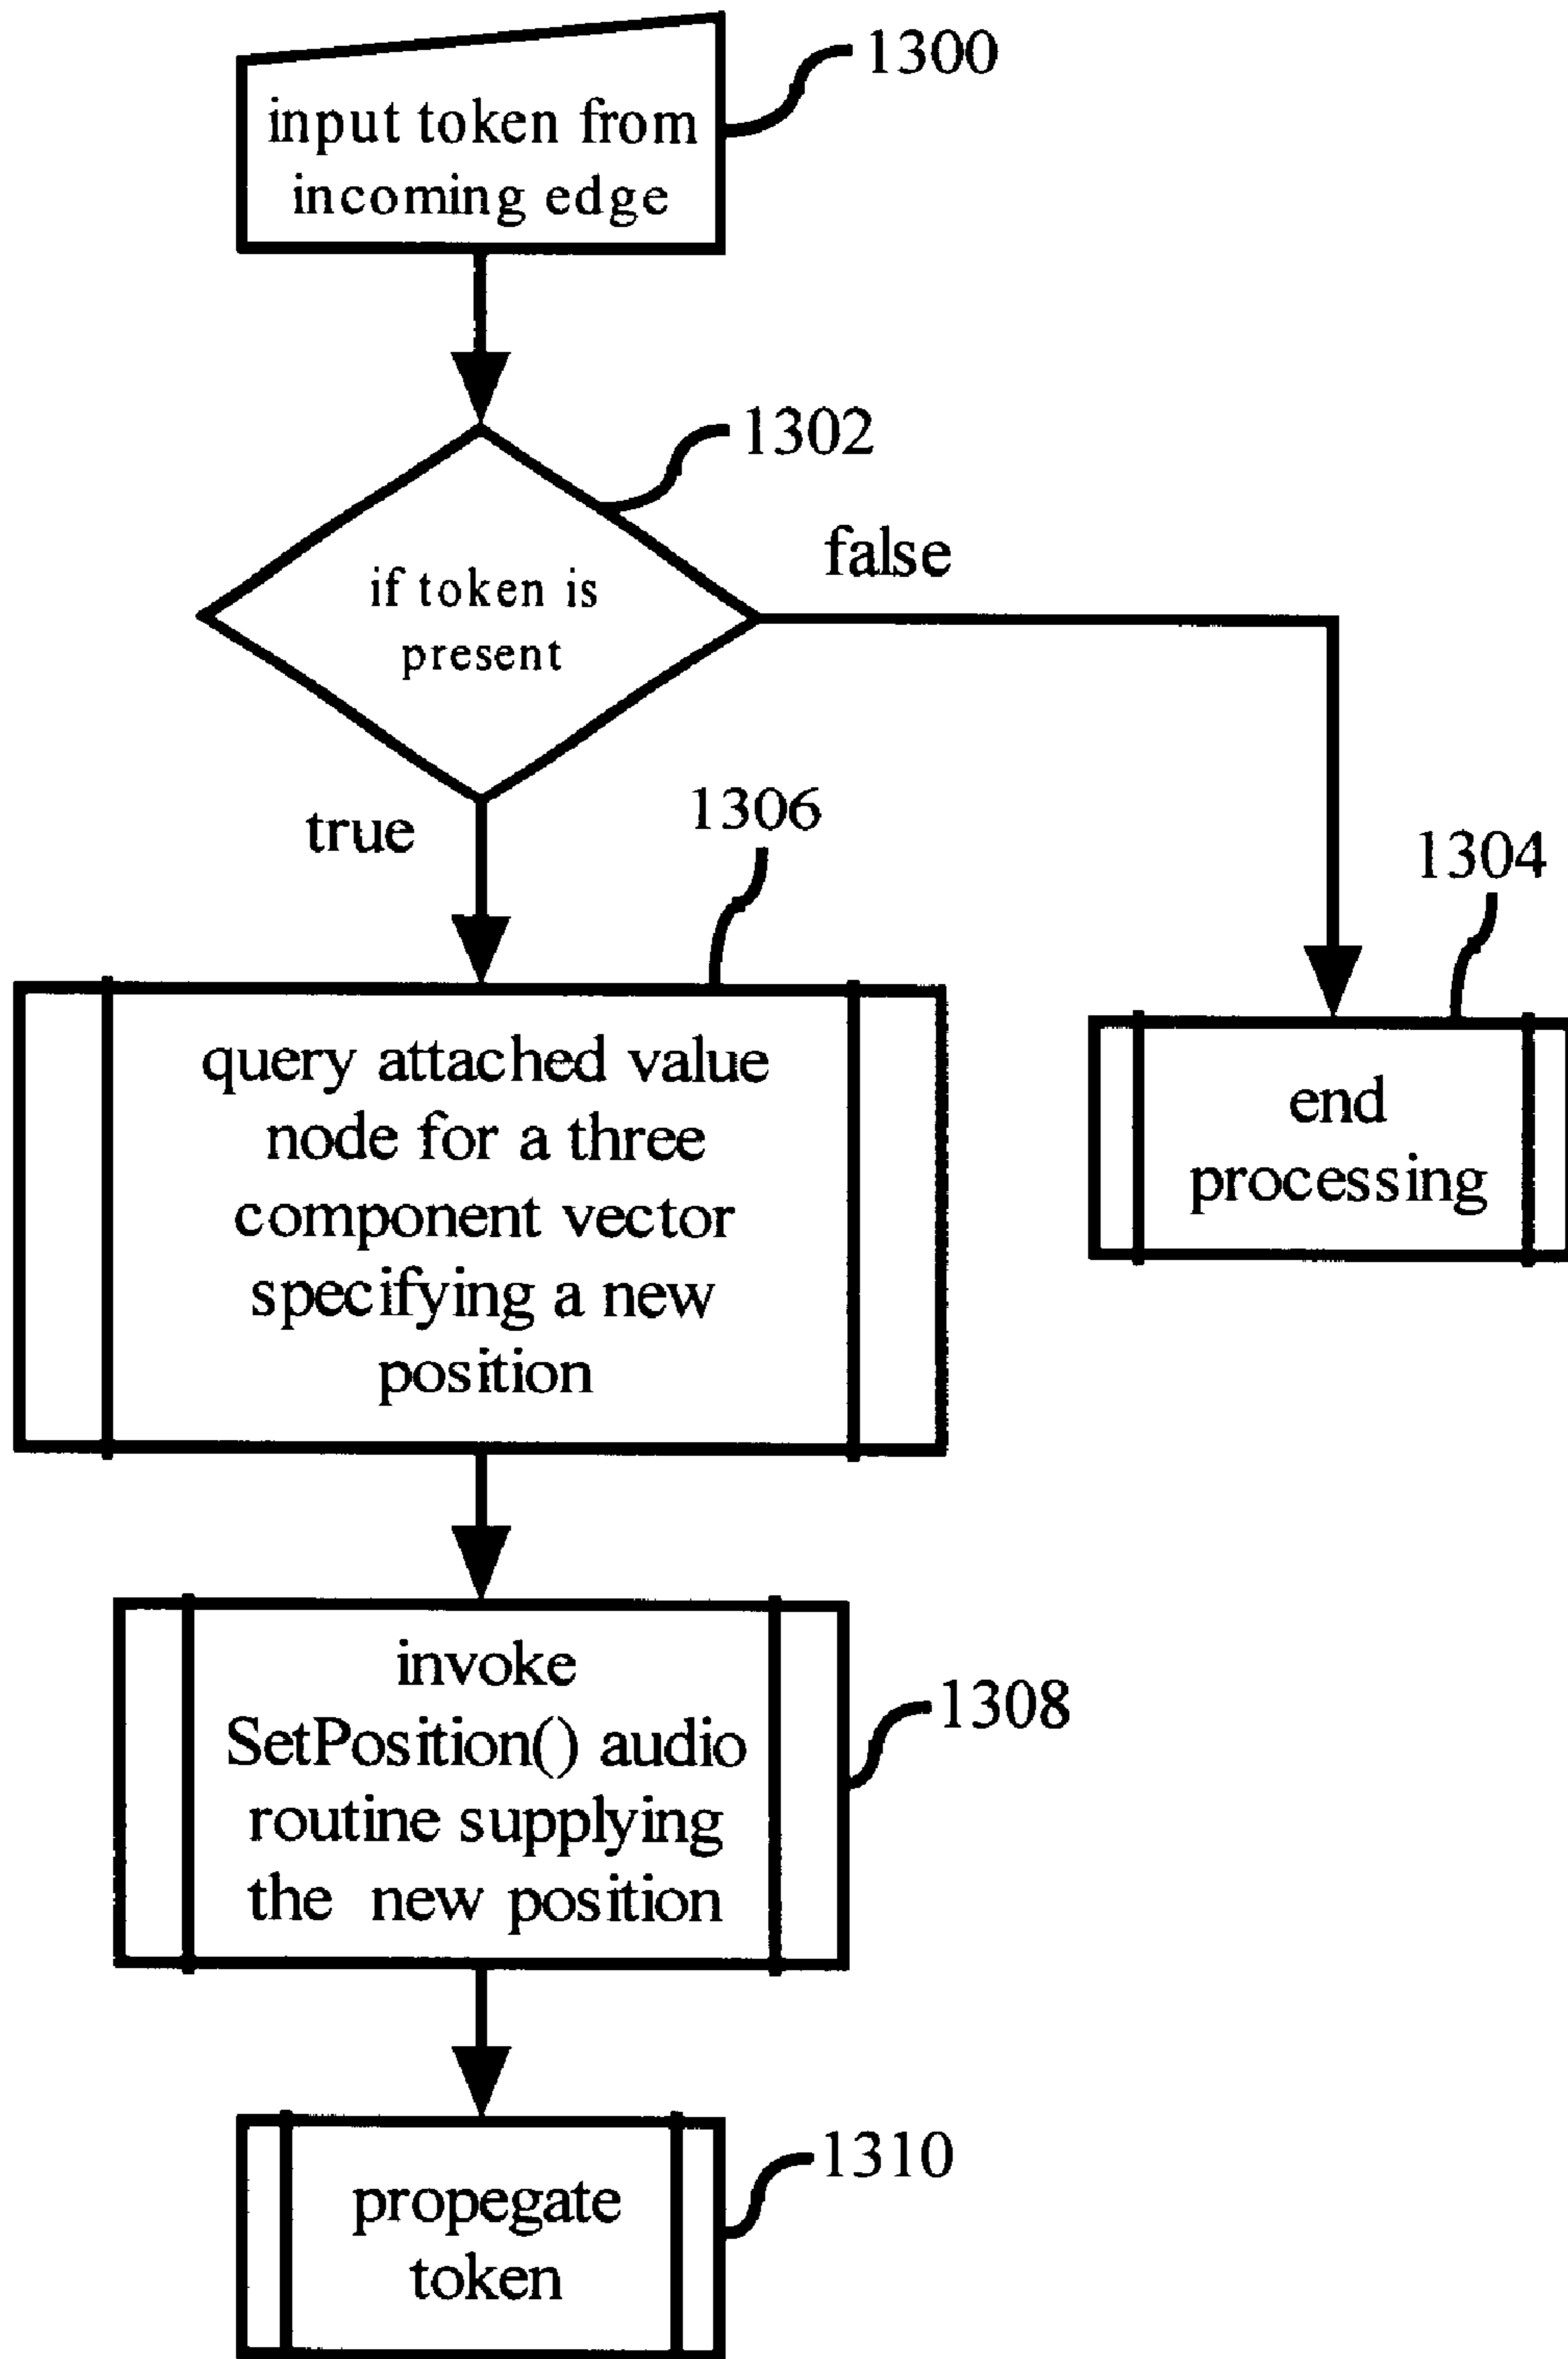 1300
input token from
incoming edge
1302
false
if token is
present
true
1306
1304
query attached value
node for a three
component vector
specifying a new
position
end
processing
invoke
SetPosition() audio
routine supplying
the new position
1308
propegate
token
1310